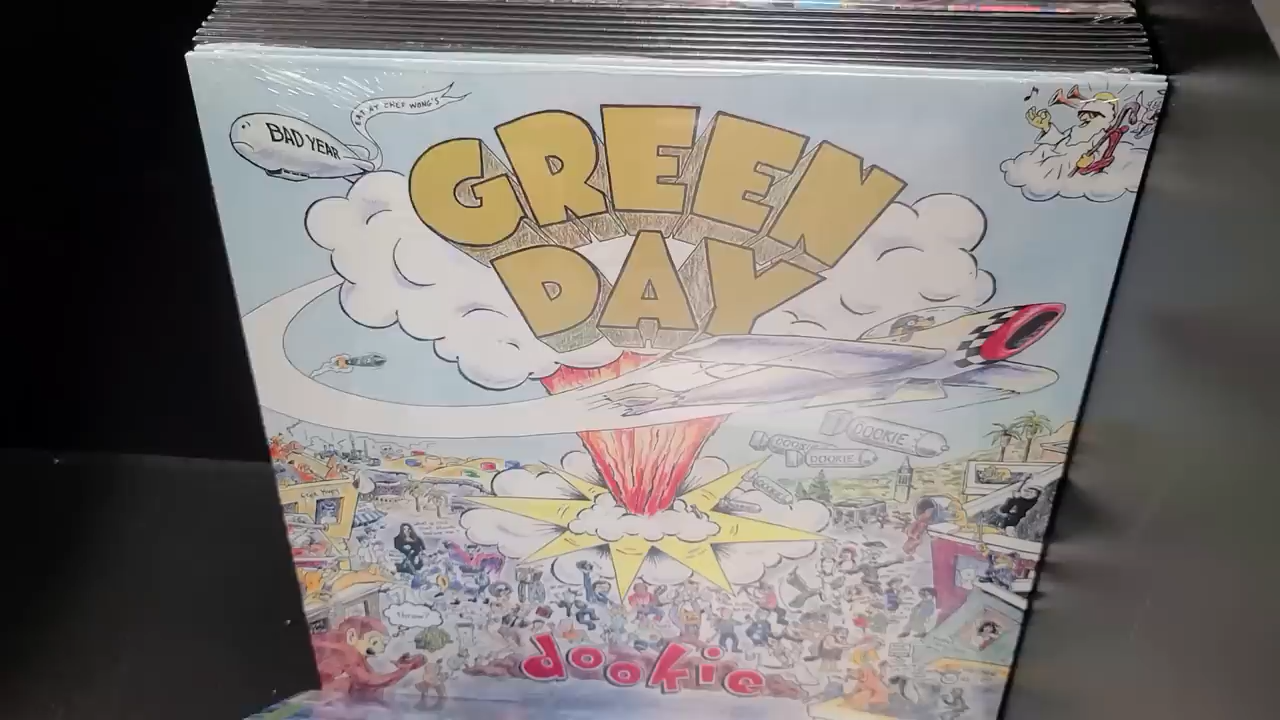 EAT AT CHEF WONG'S
BAD YEAR
GREEN
DAY
DOOKIE
DOOKIE
DOOKIE
dookie